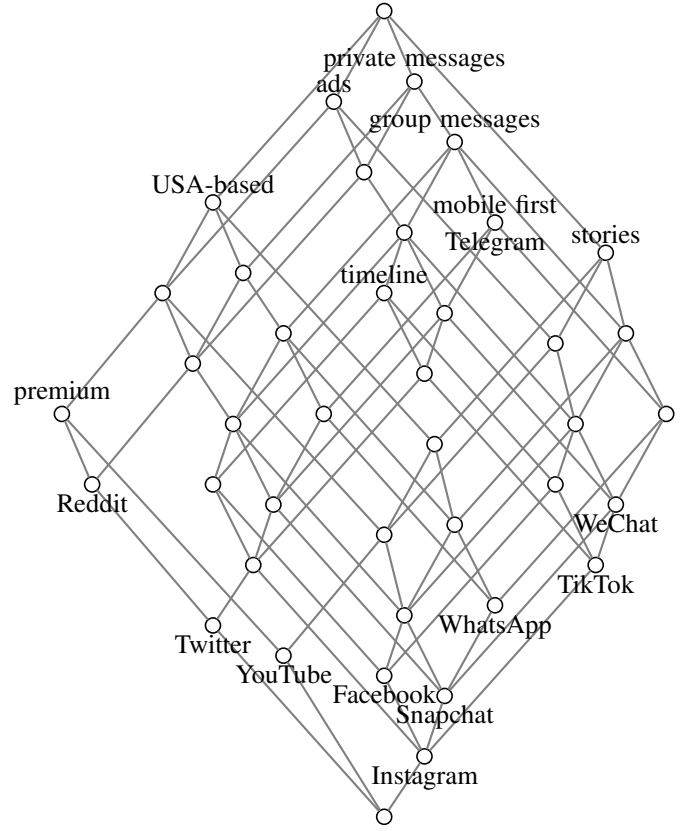 private messages
ads
group messages
USA-based
mobile first
Telegram
stories
timeline
premium
Reddit
WeChat
TikTok
WhatsApp
Twitter
YouTube
Facebook
Snapchat
Instagram